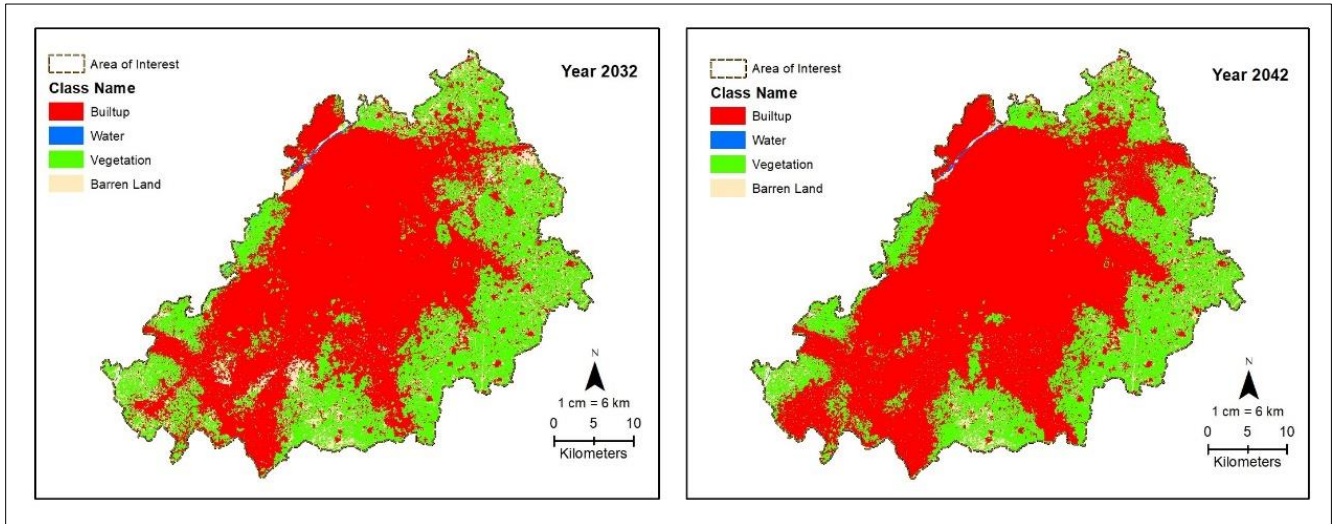 Area of Interest
Class Name
Builtup
Water
Vegetation
Barren Land
Year 2032
N
1 cm = 6 km
0 5 10
Kilometers
Area of Interest
Class Name
Builtup
Water
Vegetation
Barren Land
Year 2042
N
1 cm = 6 km
0 5 10
Kilometers